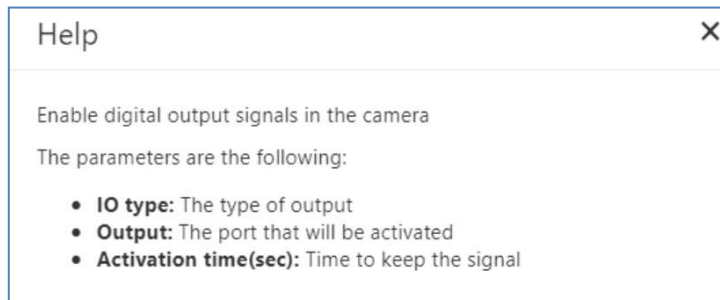 Help
Enable digital output signals in the camera
The parameters are the following:
• IO type: The type of output
• Output: The port that will be activated
• Activation time(sec): Time to keep the signal